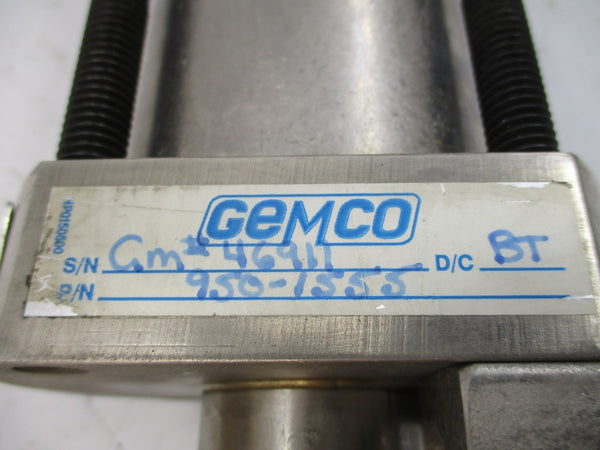 GEMCO
S/N Gm# 46911 D/C BT
P/N 950-1555